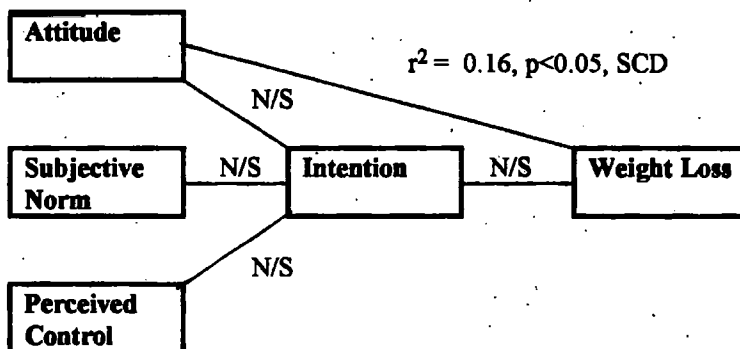 Attitude
r² = 0.16, p<0.05, SCD
N/S
Subjective
Norm
N/S
Intention
N/S
Weight Loss
N/S
Perceived
Control